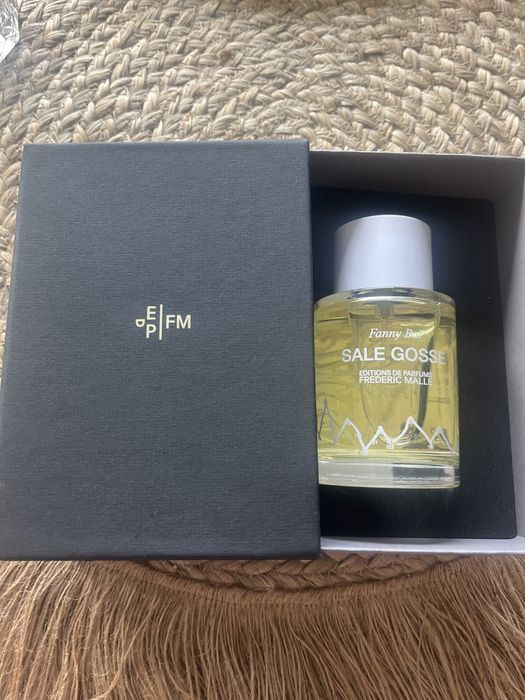 EP
P
FM
Fanny Bal
SALE GOSSE
EDITIONS DE PARFUMS
FREDERIC MALLE